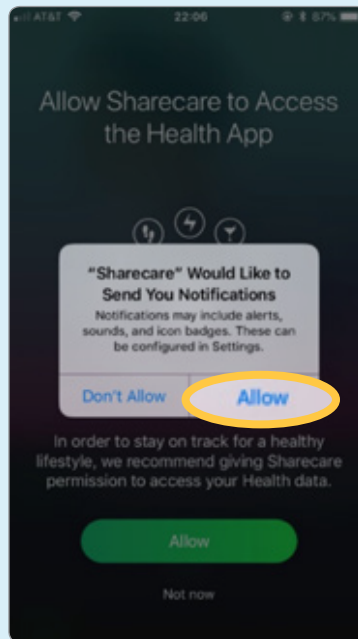 AT&T 22:06 87%
Allow Sharecare to Access
the Health App
"Sharecare" Would Like to
Send You Notifications
Notifications may include alerts,
sounds, and icon badges. These can
be configured in Settings.
Don't Allow Allow
In order to stay on track for a healthy
lifestyle, we recommend giving Sharecare
permission to access your Health data.
Allow
Not now